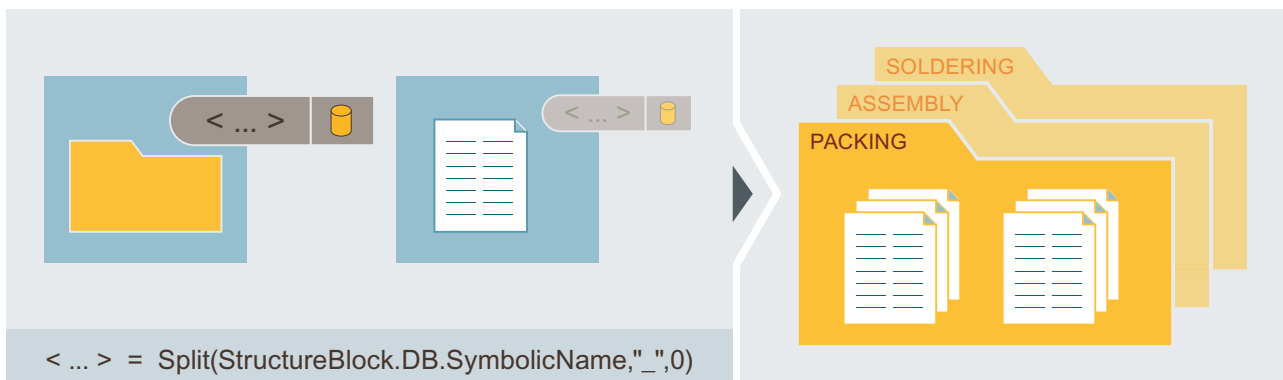 < ... >
< ... >
< ... > = Split(StructureBlock.DB.SymbolicName,"_",0)
SOLDERING
ASSEMBLY
PACKING